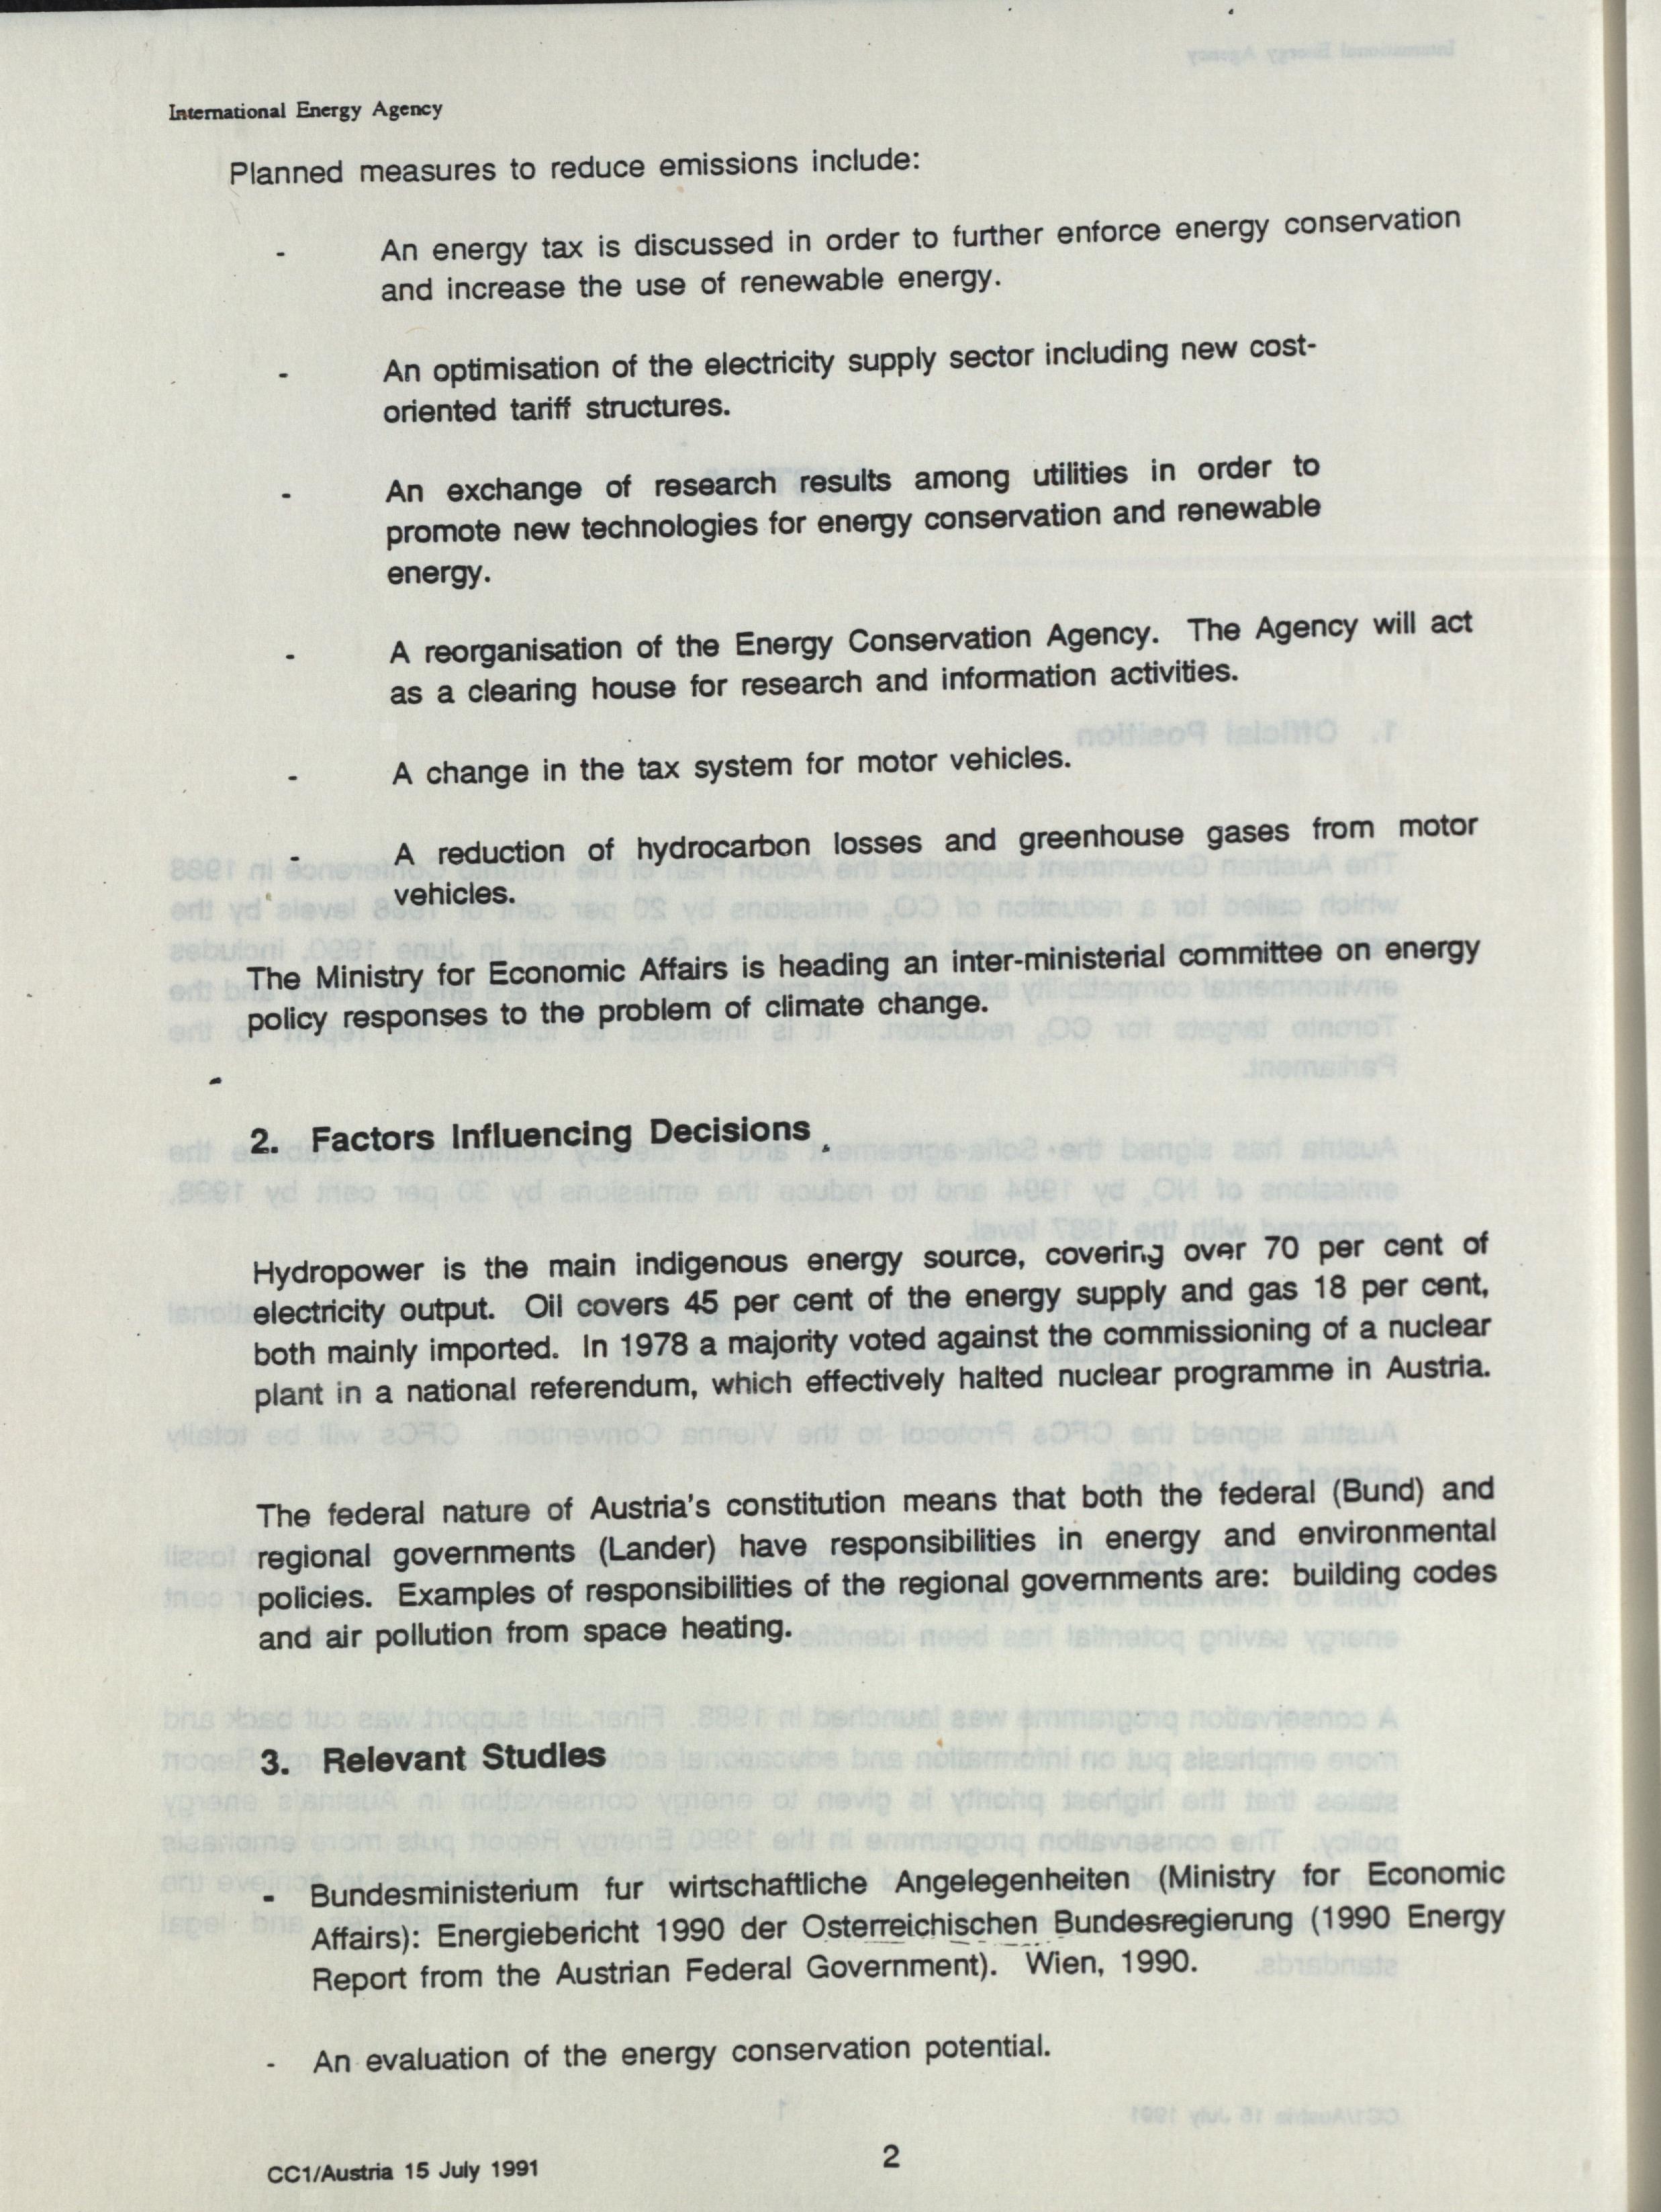 International Energy Agency
Planned measures to reduce emissions include:
- An energy tax is discussed in order to further enforce energy conservation
and increase the use of renewable energy.
- An optimisation of the electricity supply sector including new cost-
oriented tariff structures.
- An exchange of research results among utilities in order to
promote new technologies for energy conservation and renewable
energy.
- A reorganisation of the Energy Conservation Agency. The Agency will act
as a clearing house for research and information activities.
- A change in the tax system for motor vehicles.
- A reduction of hydrocarbon losses and greenhouse gases from motor
vehicles.
The Ministry for Economic Affairs is heading an inter-ministerial committee on energy
policy responses to the problem of climate change.
2. Factors Influencing Decisions
Hydropower is the main indigenous energy source, covering over 70 per cent of
electricity output. Oil covers 45 per cent of the energy supply and gas 18 per cent,
both mainly imported. In 1978 a majority voted against the commissioning of a nuclear
plant in a national referendum, which effectively halted nuclear programme in Austria.
The federal nature of Austria's constitution means that both the federal (Bund) and
regional governments (Lander) have responsibilities in energy and environmental
policies. Examples of responsibilities of the regional governments are: building codes
and air pollution from space heating.
3. Relevant Studies
- Bundesministerium fur wirtschaftliche Angelegenheiten (Ministry for Economic
Affairs): Energiebericht 1990 der Osterreichischen Bundesregierung (1990 Energy
Report from the Austrian Federal Government). Wien, 1990.
- An evaluation of the energy conservation potential.
CC1/Austria 15 July 1991
2